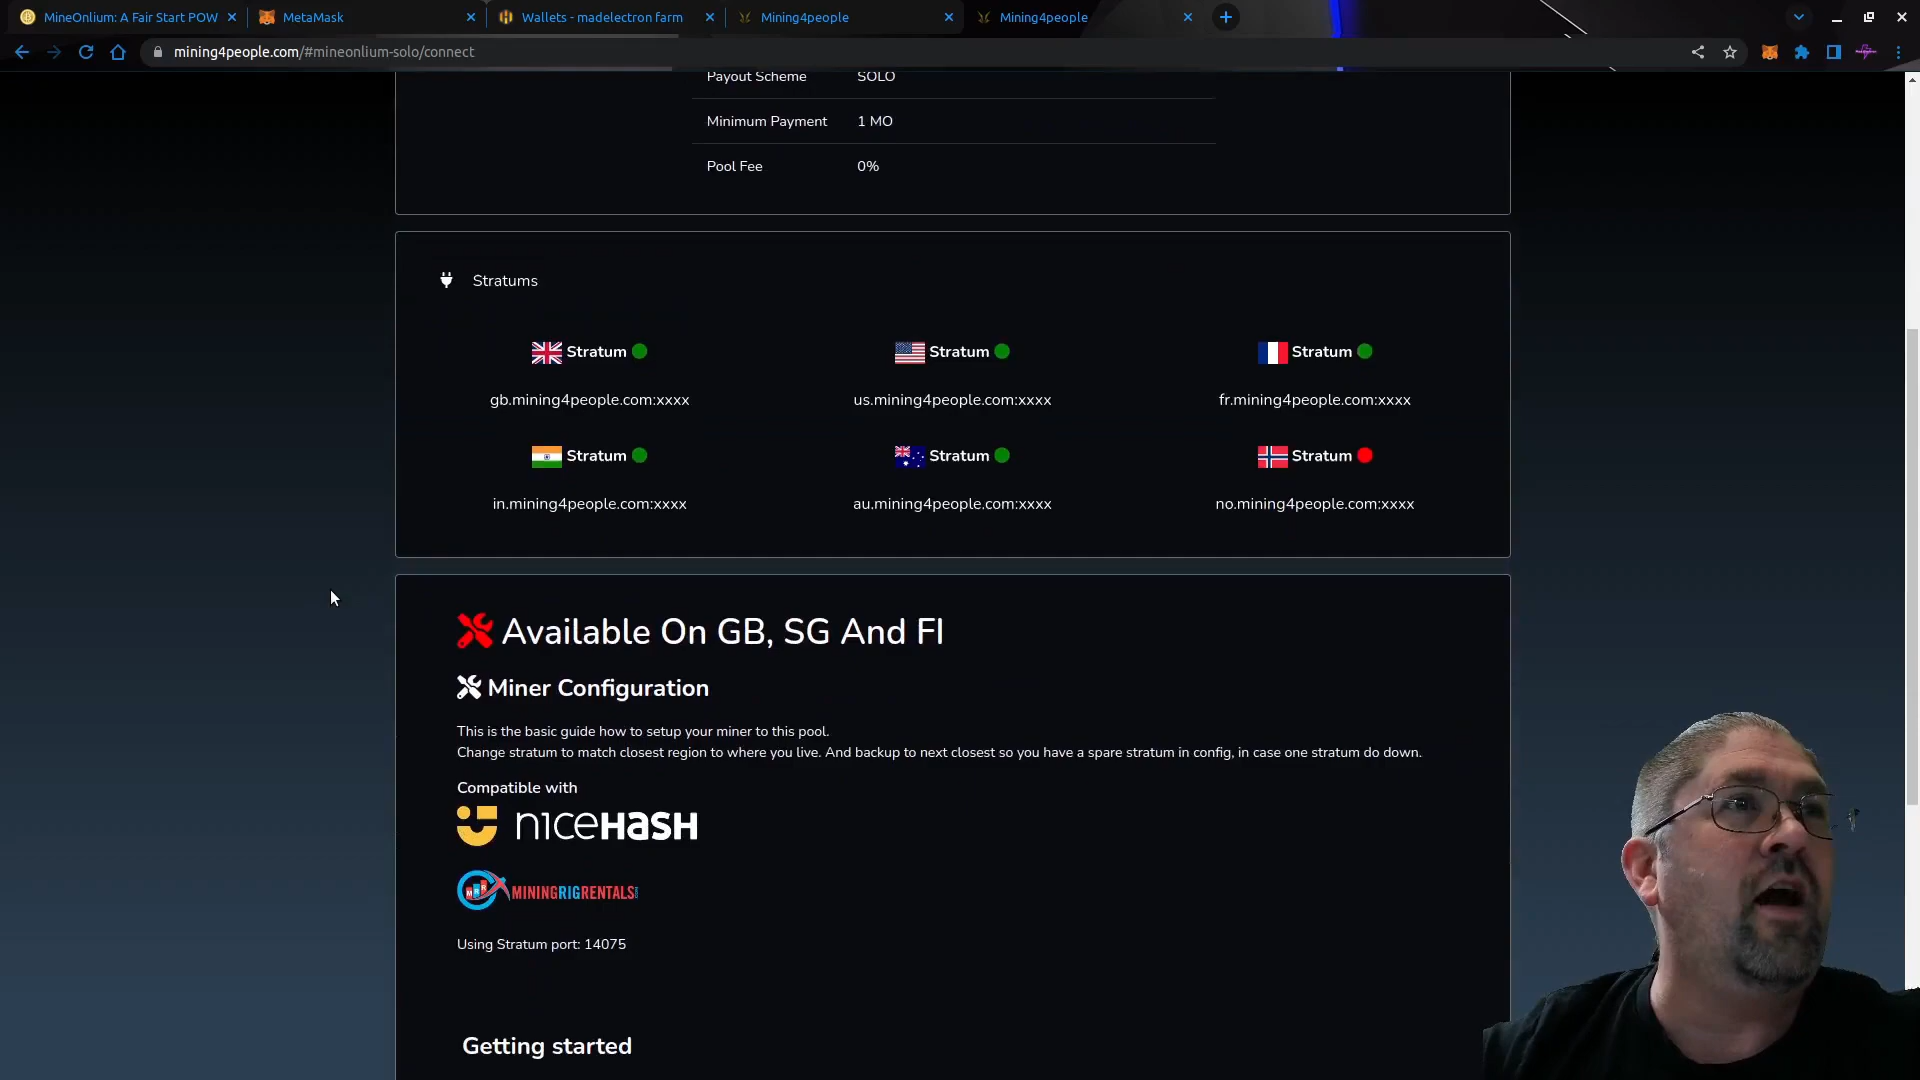 MineOnlium: A Fair Start POW
MetaMask
Wallets - madelectron farm
Mining4people
Mining4people
mining4people.com/#mineonlium-solo/connect
Payout Scheme SOLO
Minimum Payment 1 MO
Pool Fee 0%
Stratums
Stratum
Stratum
Stratum
gb.mining4people.com:xxxx
us.mining4people.com:xxxx
fr.mining4people.com:xxxx
Stratum
Stratum
Stratum
in.mining4people.com:xxxx
au.mining4people.com:xxxx
no.mining4people.com:xxxx
Available On GB, SG And FI
Miner Configuration
This is the basic guide how to setup your miner to this pool.
Change stratum to match closest region to where you live. And backup to next closest so you have a spare stratum in config, in case one stratum do down.
Compatible with
nicehash
MRR MININGRIGRENTALS
Using Stratum port: 14075
Getting started